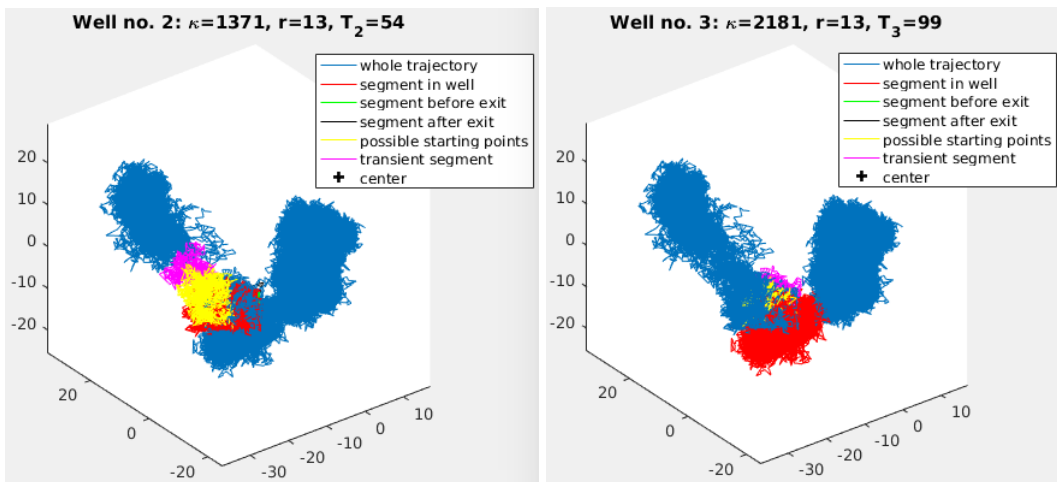 Well no. 2: κ=1371, r=13, T2=54
whole trajectory
segment in well
segment before exit
segment after exit
possible starting points
transient segment
center
20
10
0
-10
-20
20
0
-20
-30
-20
-10
0
10
Well no. 3: κ=2181, r=13, T3=99
whole trajectory
segment in well
segment before exit
segment after exit
possible starting points
transient segment
center
20
10
0
-10
-20
20
0
-20
-30
-20
-10
0
10